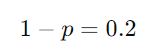 1 − p = 0.2